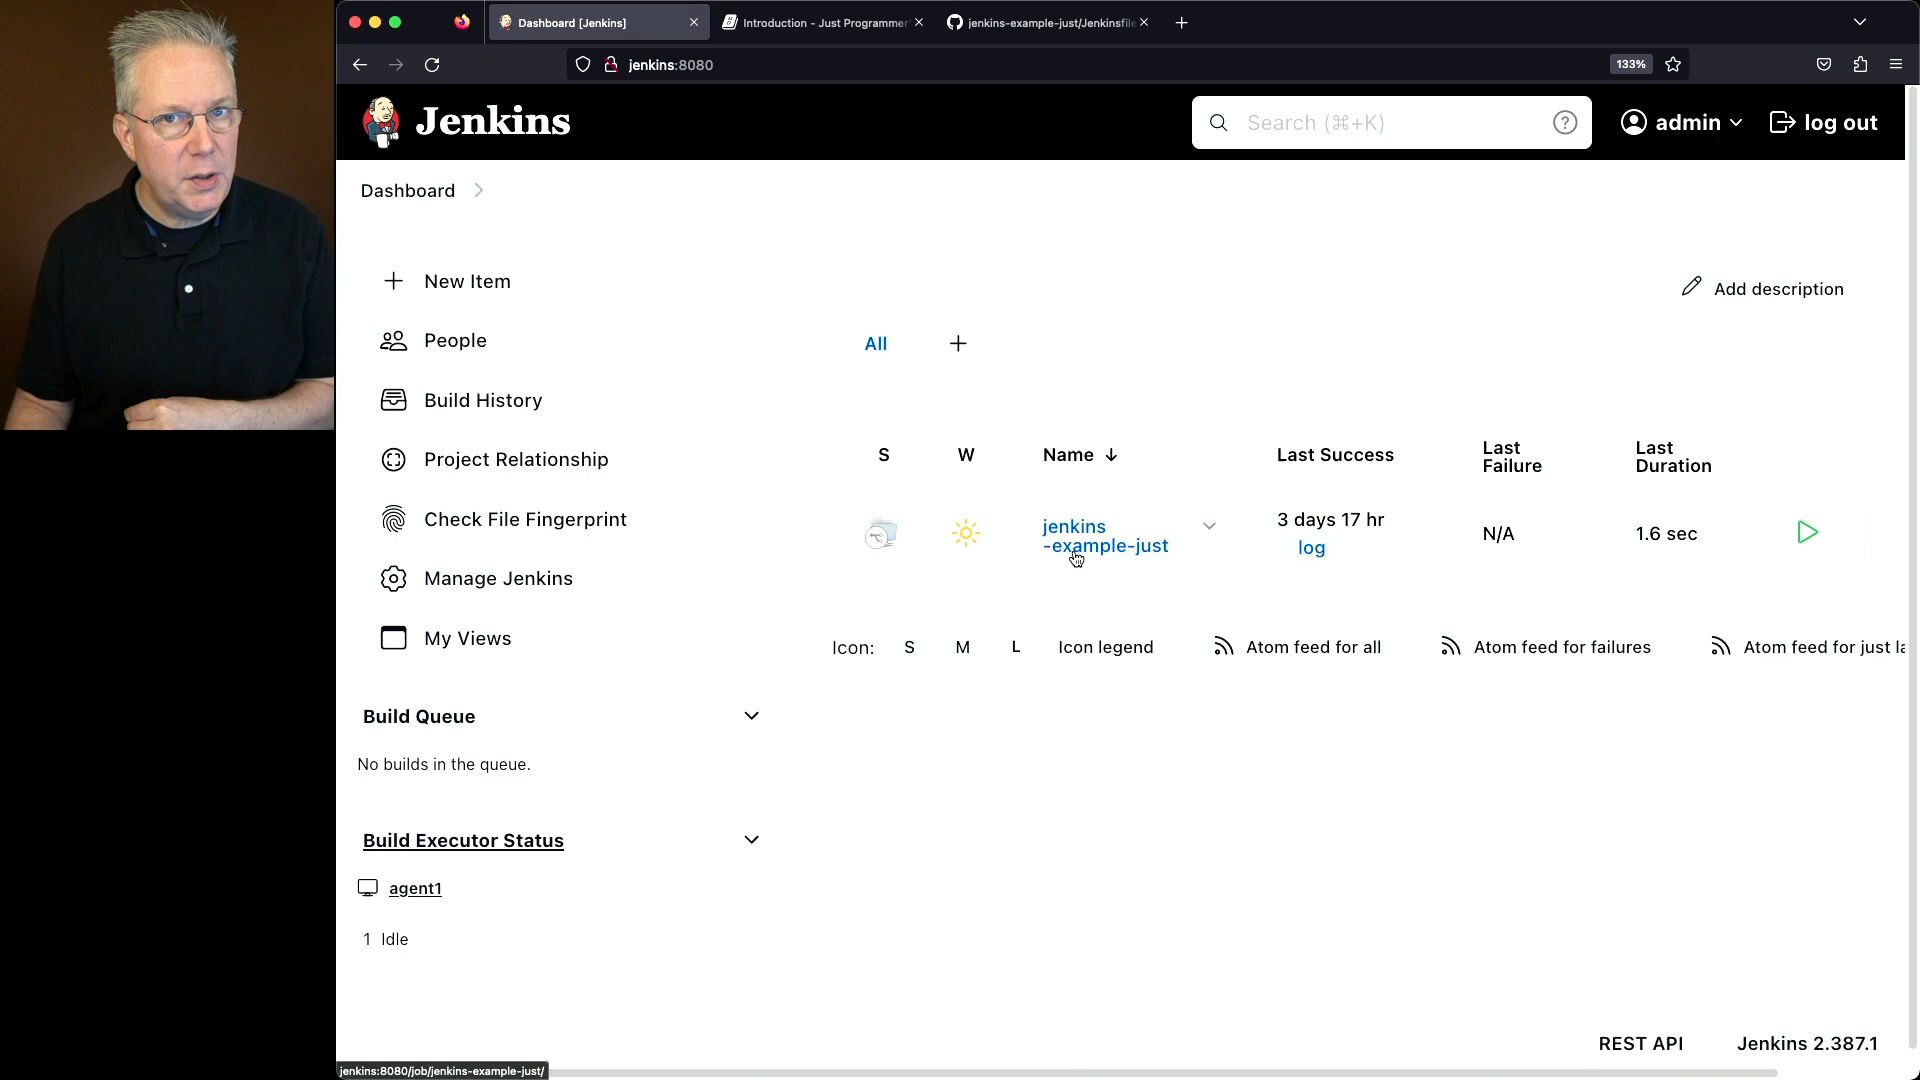 Dashboard [Jenkins]
Introduction - Just Programmer
jenkins-example-just/Jenkinsfile
jenkins:8080
133%
Jenkins
Search (⌘+K)
admin
log out
Dashboard
New Item
Add description
People
All
Build History
S W Name ↓ Last Success Last Failure Last Duration
Project Relationship
Check File Fingerprint
jenkins
-example-just
3 days 17 hr
log
N/A
1.6 sec
Manage Jenkins
My Views
Icon: S M L Icon legend Atom feed for all Atom feed for failures Atom feed for just la
Build Queue
No builds in the queue.
Build Executor Status
agent1
1 Idle
REST API Jenkins 2.387.1
jenkins:8080/job/jenkins-example-just/